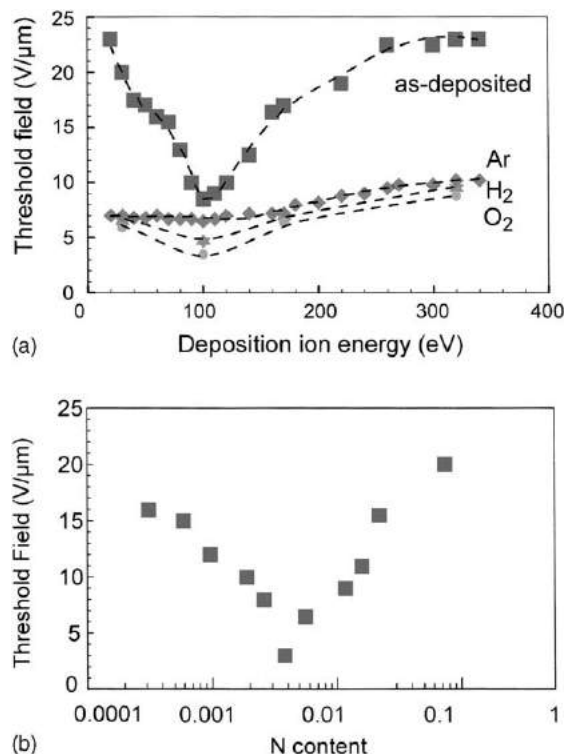 25
20
as-deposited
15
Threshold field (V/µm)
10
Ar
H2
5
O2
0
0 100 200 300 400
(a) Deposition ion energy (eV)
25
20
15
Threshold Field (V/µm)
10
5
0
0.0001 0.001 0.01 0.1 1
(b) N content